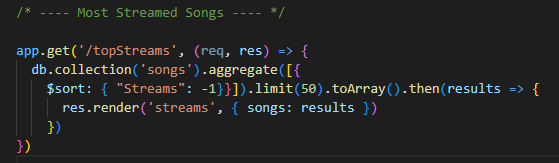 /* ---- Most Streamed Songs ---- */
app.get('/topStreams', (req, res) => {
  db.collection('songs').aggregate([{
    $sort: { "Streams": -1}}]).limit(50).toArray().then(results => {
      res.render('streams', { songs: results })
    })
})